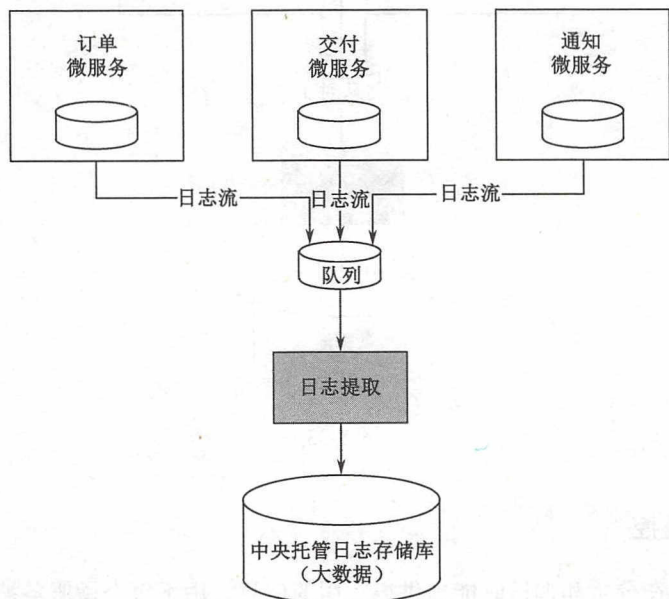 订单
微服务
交付
微服务
通知
微服务
日志流
日志流
日志流
队列
日志提取
中央托管日志存储库
(大数据)